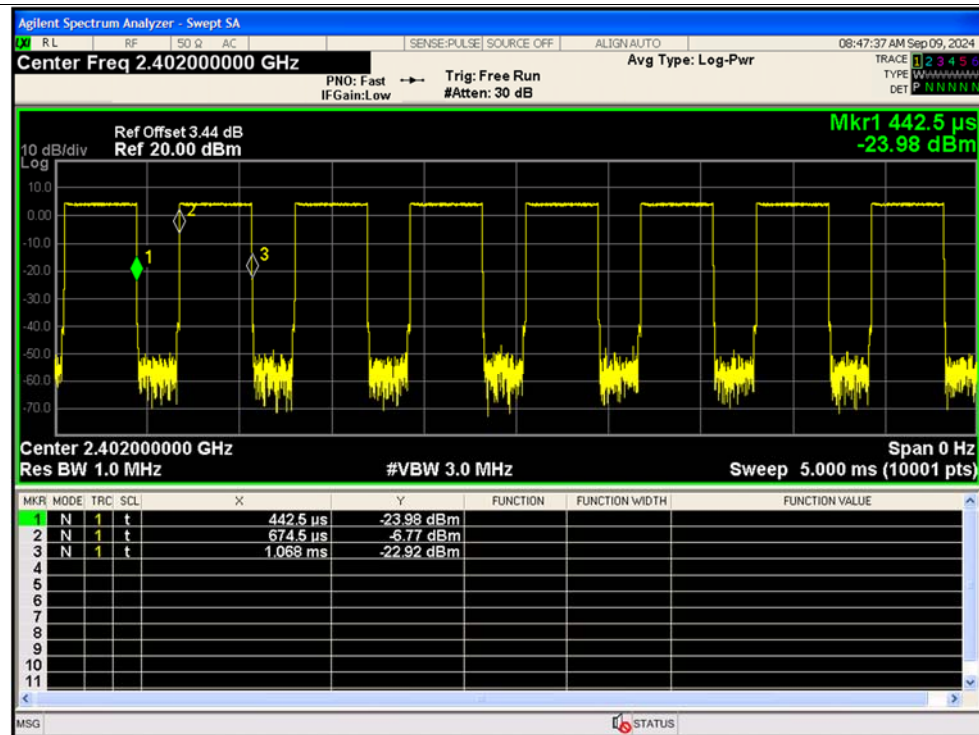 Agilent Spectrum Analyzer - Swept SA
RL RF 50 Ω AC SENSE:PULSE SOURCE OFF ALIGN AUTO 08:47:37 AM Sep 09, 2024
Center Freq 2.402000000 GHz Avg Type: Log-Pwr TRACE 1 2 3 4 5 6
PNO: Fast Trig: Free Run TYPE W
IFGain:Low #Atten: 30 dB DET P N N N N N
Mkr1 442.5 µs
-23.98 dBm
Ref Offset 3.44 dB
10 dB/div Ref 20.00 dBm
Log
10.0
0.00
-10.0
-20.0
-30.0
-40.0
-50.0
-60.0
-70.0
1
2
3
Center 2.402000000 GHz Span 0 Hz
Res BW 1.0 MHz #VBW 3.0 MHz Sweep 5.000 ms (10001 pts)
MKR MODE TRC SCL X Y FUNCTION FUNCTION WIDTH FUNCTION VALUE
1 N 1 t 442.5 µs -23.98 dBm
2 N 1 t 674.5 µs -6.77 dBm
3 N 1 t 1.068 ms -22.92 dBm
4
5
6
7
8
9
10
11
MSG STATUS